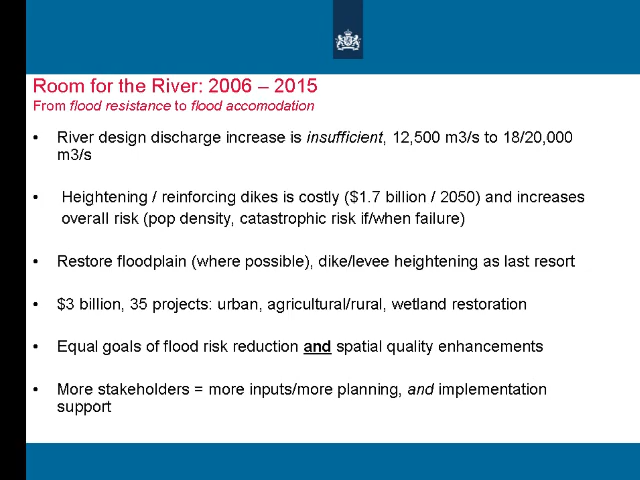 Room for the River: 2006 – 2015
From flood resistance to flood accomodation
• River design discharge increase is insufficient, 12,500 m3/s to 18/20,000
m3/s
• Heightening / reinforcing dikes is costly ($1.7 billion / 2050) and increases
overall risk (pop density, catastrophic risk if/when failure)
• Restore floodplain (where possible), dike/levee heightening as last resort
• $3 billion, 35 projects: urban, agricultural/rural, wetland restoration
• Equal goals of flood risk reduction and spatial quality enhancements
• More stakeholders = more inputs/more planning, and implementation
support